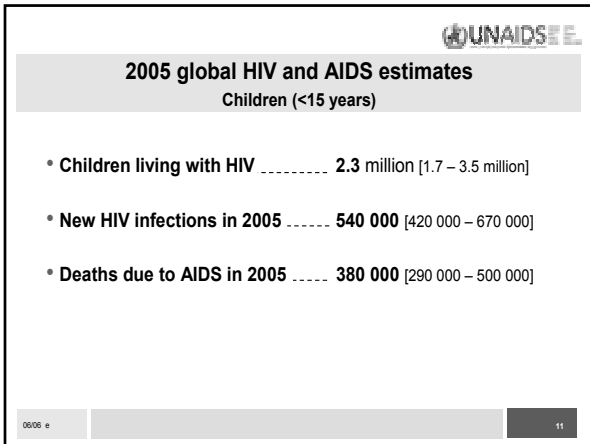 UNAIDS
2005 global HIV and AIDS estimates
Children (<15 years)
• Children living with HIV 2.3 million [1.7 – 3.5 million]
• New HIV infections in 2005 540 000 [420 000 – 670 000]
• Deaths due to AIDS in 2005 380 000 [290 000 – 500 000]
06/06 e
11